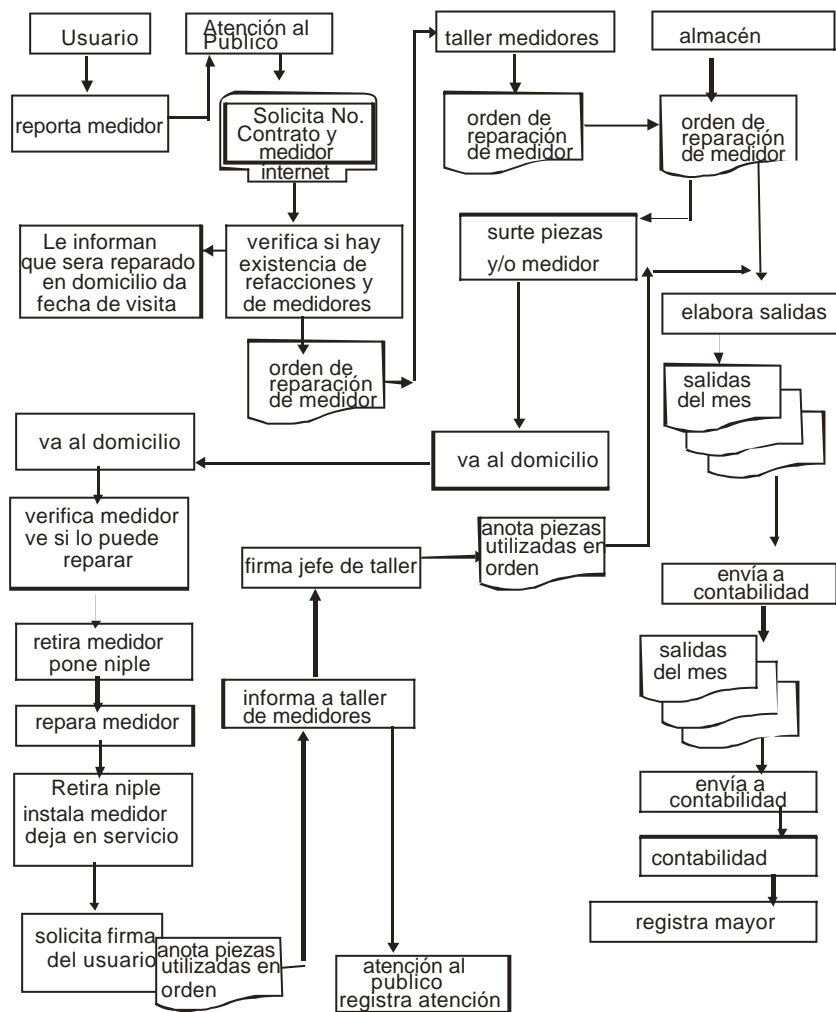 Usuario
reporta medidor
Atención al
Publico
Solicita No.
Contrato y
medidor
internet
verifica si hay
existencia de
refacciones y
de medidores
Le informan
que sera reparado
en domicilio da
fecha de visita
orden de
reparación
de medidor
taller medidores
orden de
reparación
de medidor
almacén
orden de
reparación
de medidor
surte piezas
y/o medidor
elabora salidas
salidas
del mes
va al domicilio
va al domicilio
verifica medidor
ve si lo puede
reparar
retira medidor
pone niple
repara medidor
Retira niple
instala medidor
deja en servicio
solicita firma
del usuario
anota piezas
utilizadas en
orden
informa a taller
de medidores
firma jefe de taller
anota piezas
utilizadas en
orden
atención al
publico
registra atención
envía a
contabilidad
salidas
del mes
envía a
contabilidad
contabilidad
registra mayor